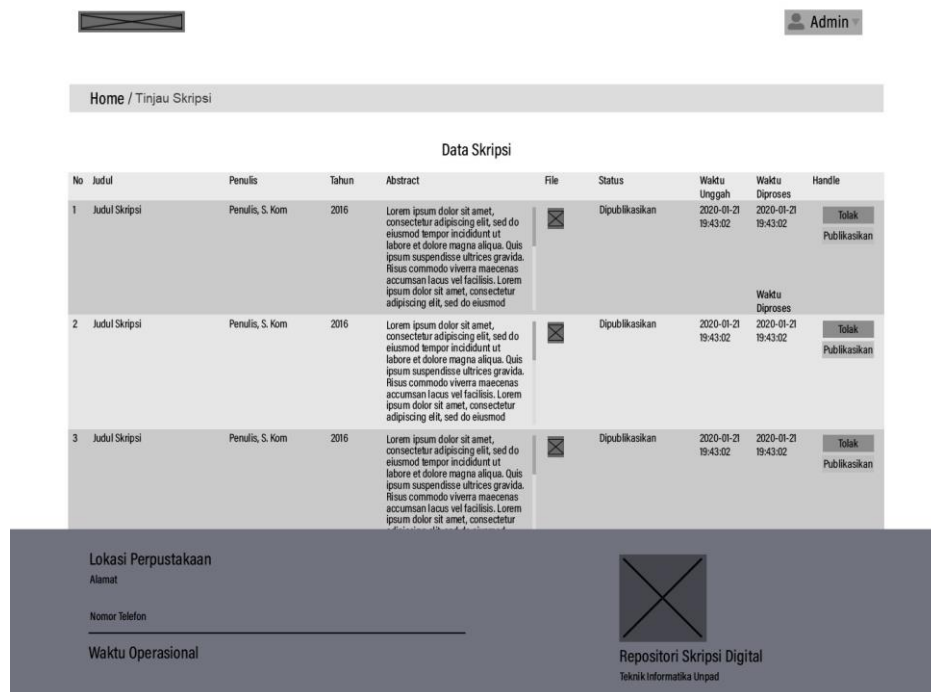 Admin
Home / Tinjau Skripsi
Data Skripsi
No Judul Penulis Tahun Abstract File Status Waktu Unggah Waktu Diproses Handle
1 Judul Skripsi Penulis, S. Kom 2016
Lorem ipsum dolor sit amet,
consectetur adipiscing elit, sed do
eiusmod tempor incididunt ut
labore et dolore magna aliqua. Quis
ipsum suspendisse ultrices gravida.
Risus commodo viverra maecenas
accumsan lacus vel facilisis. Lorem
ipsum dolor sit amet, consectetur
adipiscing elit, sed do eiusmod
Dipublikasikan
2020-01-21
19:43:02
2020-01-21
19:43:02
Tolak
Publikasikan
Waktu
Diproses
2 Judul Skripsi Penulis, S. Kom 2016
Lorem ipsum dolor sit amet,
consectetur adipiscing elit, sed do
eiusmod tempor incididunt ut
labore et dolore magna aliqua. Quis
ipsum suspendisse ultrices gravida.
Risus commodo viverra maecenas
accumsan lacus vel facilisis. Lorem
ipsum dolor sit amet, consectetur
adipiscing elit, sed do eiusmod
Dipublikasikan
2020-01-21
19:43:02
2020-01-21
19:43:02
Tolak
Publikasikan
3 Judul Skripsi Penulis, S. Kom 2016
Lorem ipsum dolor sit amet,
consectetur adipiscing elit, sed do
eiusmod tempor incididunt ut
labore et dolore magna aliqua. Quis
ipsum suspendisse ultrices gravida.
Risus commodo viverra maecenas
accumsan lacus vel facilisis. Lorem
ipsum dolor sit amet, consectetur
Dipublikasikan
2020-01-21
19:43:02
2020-01-21
19:43:02
Tolak
Publikasikan
Lokasi Perpustakaan
Alamat
Nomor Telefon
Waktu Operasional
Repositori Skripsi Digital
Teknik Informatika Unpad